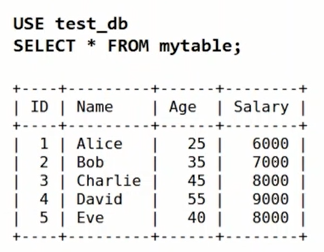 USE test_db
SELECT * FROM mytable;
+----+---------+------+--------+
| ID | Name    | Age  | Salary |
+----+---------+------+--------+
|  1 | Alice   |   25 |   6000 |
|  2 | Bob     |   35 |   7000 |
|  3 | Charlie |   45 |   8000 |
|  4 | David   |   55 |   9000 |
|  5 | Eve     |   40 |   8000 |
+----+---------+------+--------+